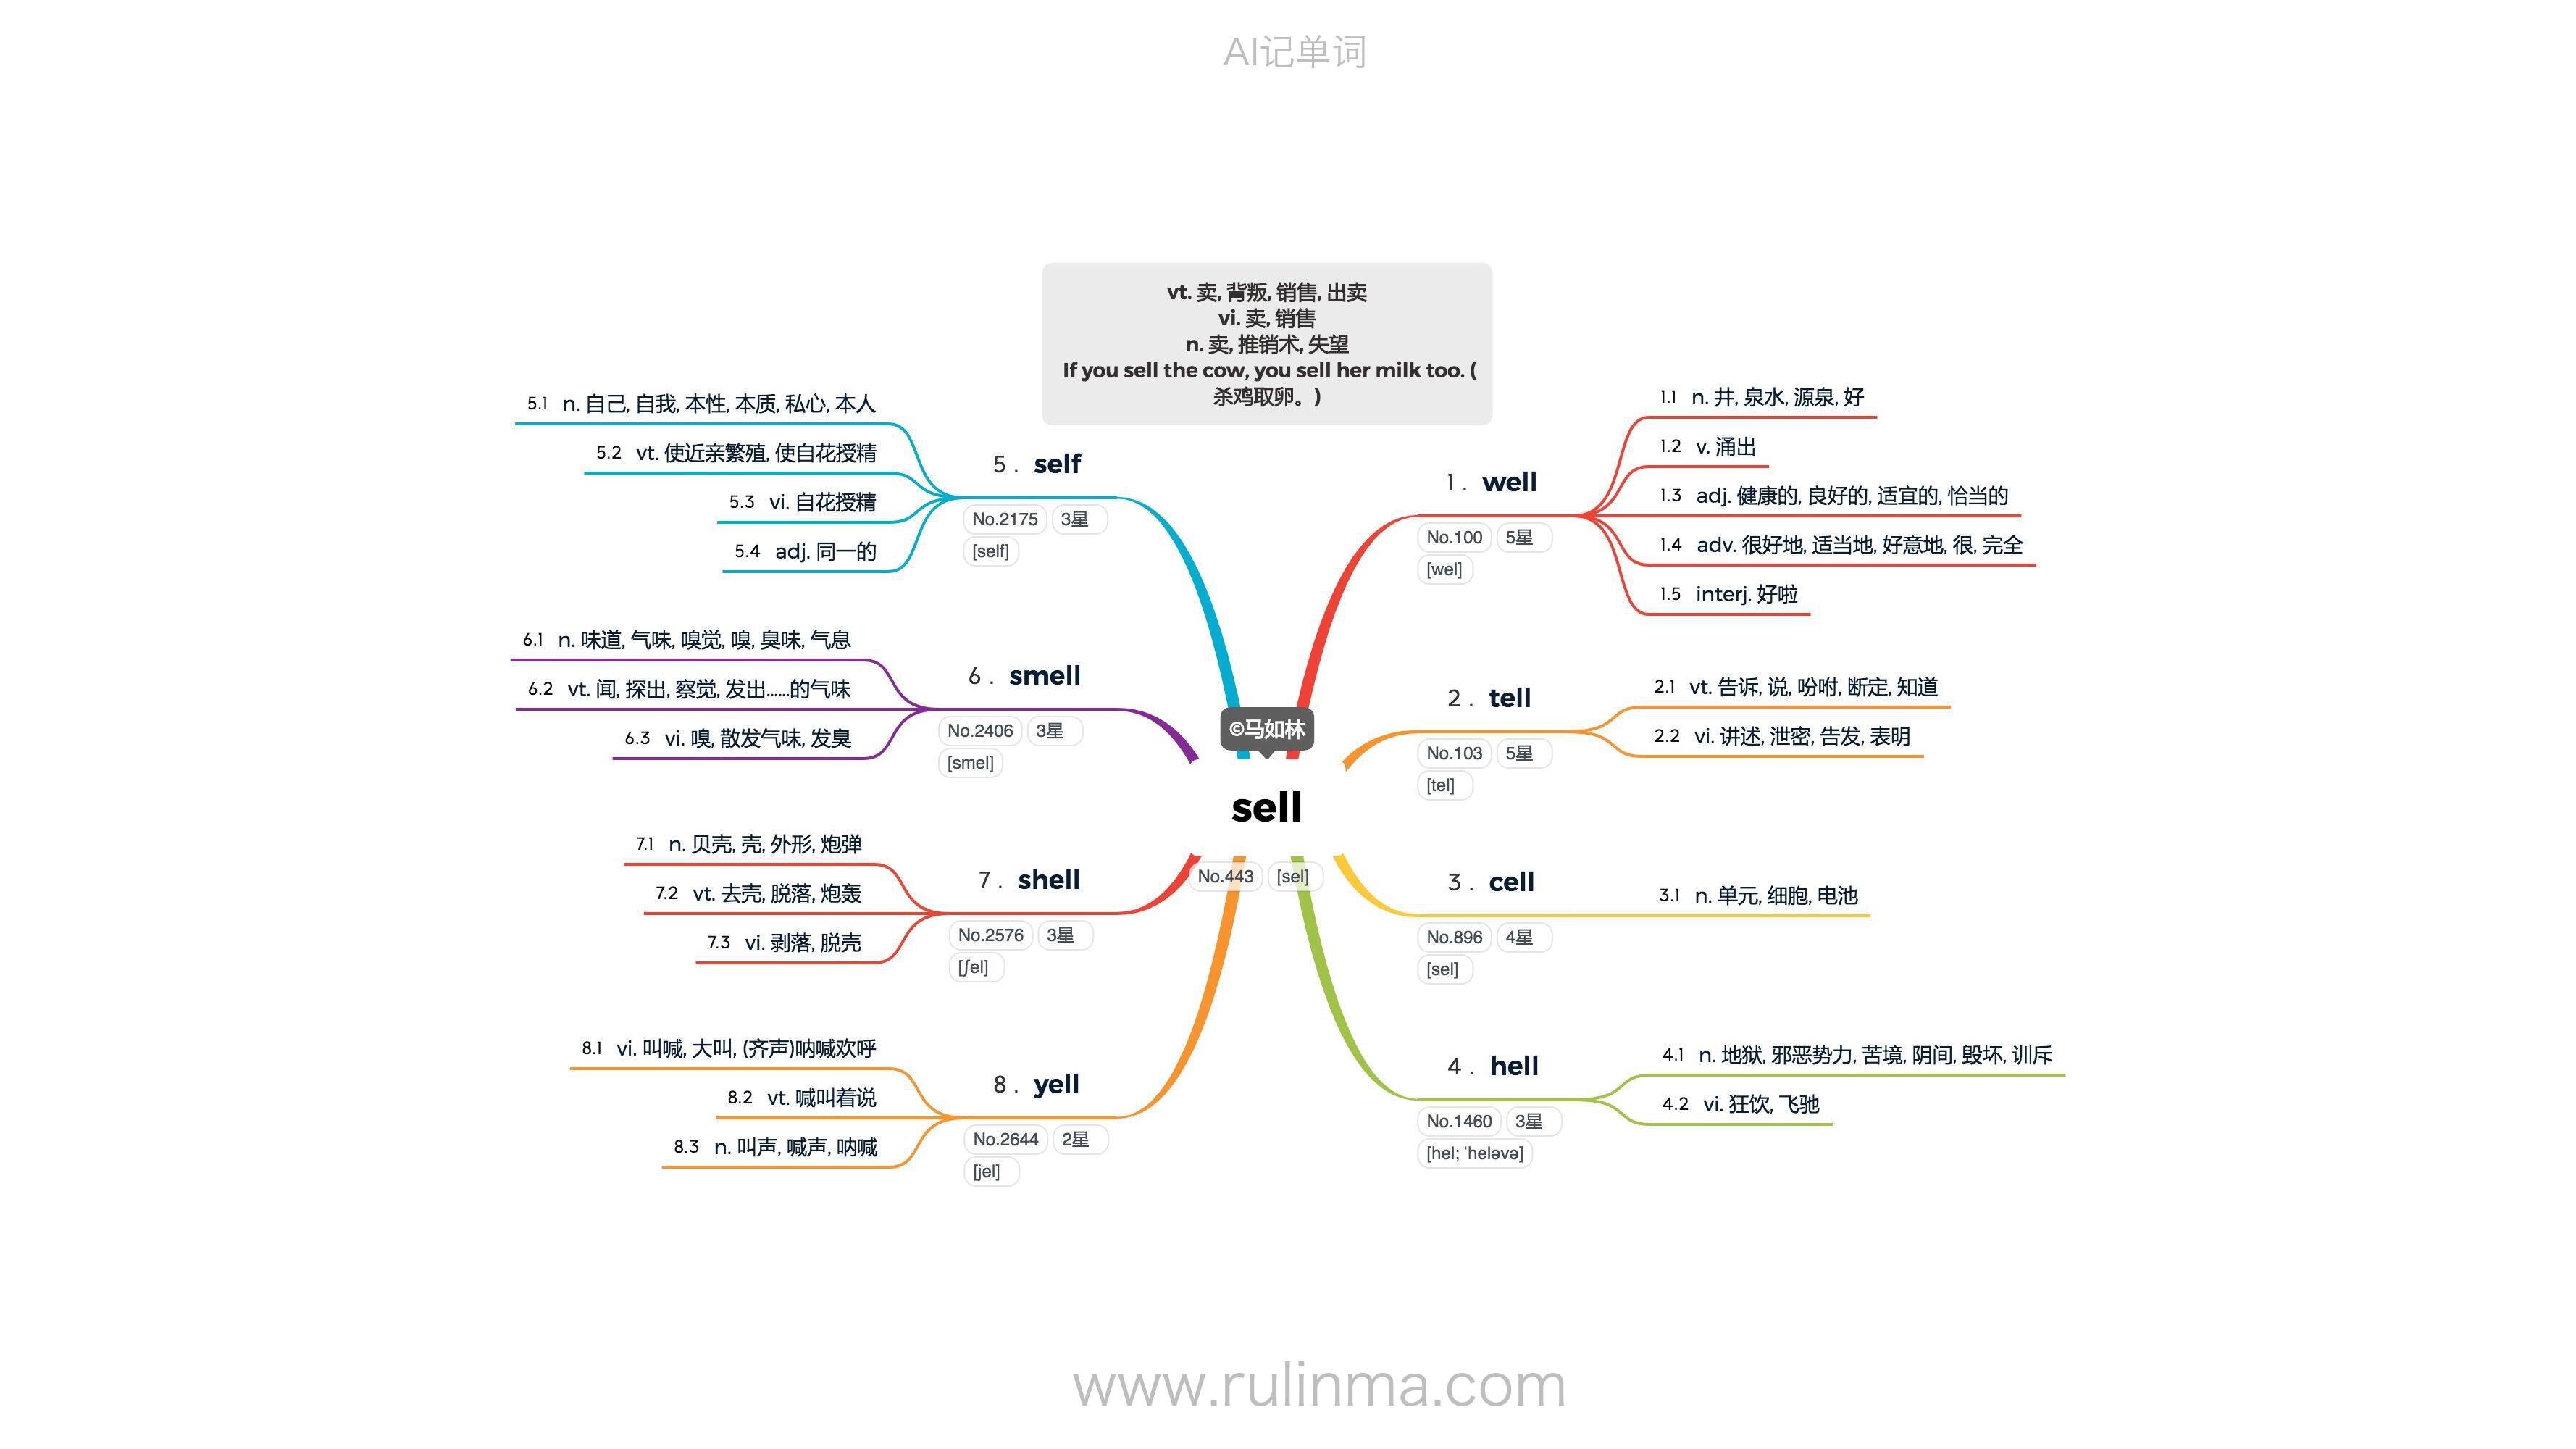 AI记单词
vt. 卖, 背叛, 销售, 出卖
vi. 卖, 销售
n. 卖, 推销术, 失望
If you sell the cow, you sell her milk too. (
杀鸡取卵。)
©马如林
sell
No.443 [sel]
1. well
No.100 5星
[wel]
1.1 n. 井, 泉水, 源泉, 好
1.2 v. 涌出
1.3 adj. 健康的, 良好的, 适宜的, 恰当的
1.4 adv. 很好地, 适当地, 好意地, 很, 完全
1.5 interj. 好啦
2. tell
No.103 5星
[tel]
2.1 vt. 告诉, 说, 吩咐, 断定, 知道
2.2 vi. 讲述, 泄密, 告发, 表明
3. cell
No.896 4星
[sel]
3.1 n. 单元, 细胞, 电池
4. hell
No.1460 3星
[hel; ˈheləvə]
4.1 n. 地狱, 邪恶势力, 苦境, 阴间, 毁坏, 训斥
4.2 vi. 狂饮, 飞驰
5. self
No.2175 3星
[self]
5.1 n. 自己, 自我, 本性, 本质, 私心, 本人
5.2 vt. 使近亲繁殖, 使自花授精
5.3 vi. 自花授精
5.4 adj. 同一的
6. smell
No.2406 3星
[smel]
6.1 n. 味道, 气味, 嗅觉, 嗅, 臭味, 气息
6.2 vt. 闻, 探出, 察觉, 发出……的气味
6.3 vi. 嗅, 散发气味, 发臭
7. shell
No.2576 3星
[ʃel]
7.1 n. 贝壳, 壳, 外形, 炮弹
7.2 vt. 去壳, 脱落, 炮轰
7.3 vi. 剥落, 脱壳
8. yell
No.2644 2星
[jel]
8.1 vi. 叫喊, 大叫, (齐声)呐喊欢呼
8.2 vt. 喊叫着说
8.3 n. 叫声, 喊声, 呐喊
www.rulinma.com